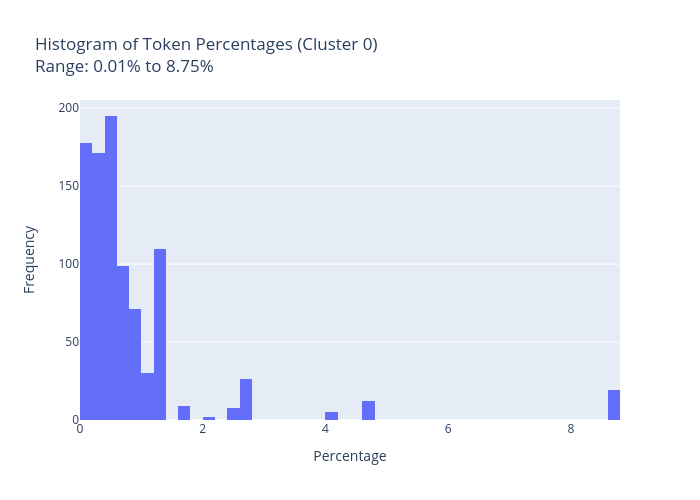 Histogram of Token Percentages (Cluster 0)
Range: 0.01% to 8.75%
200
150
100
50
0
0
2
4
6
8
Frequency
Percentage